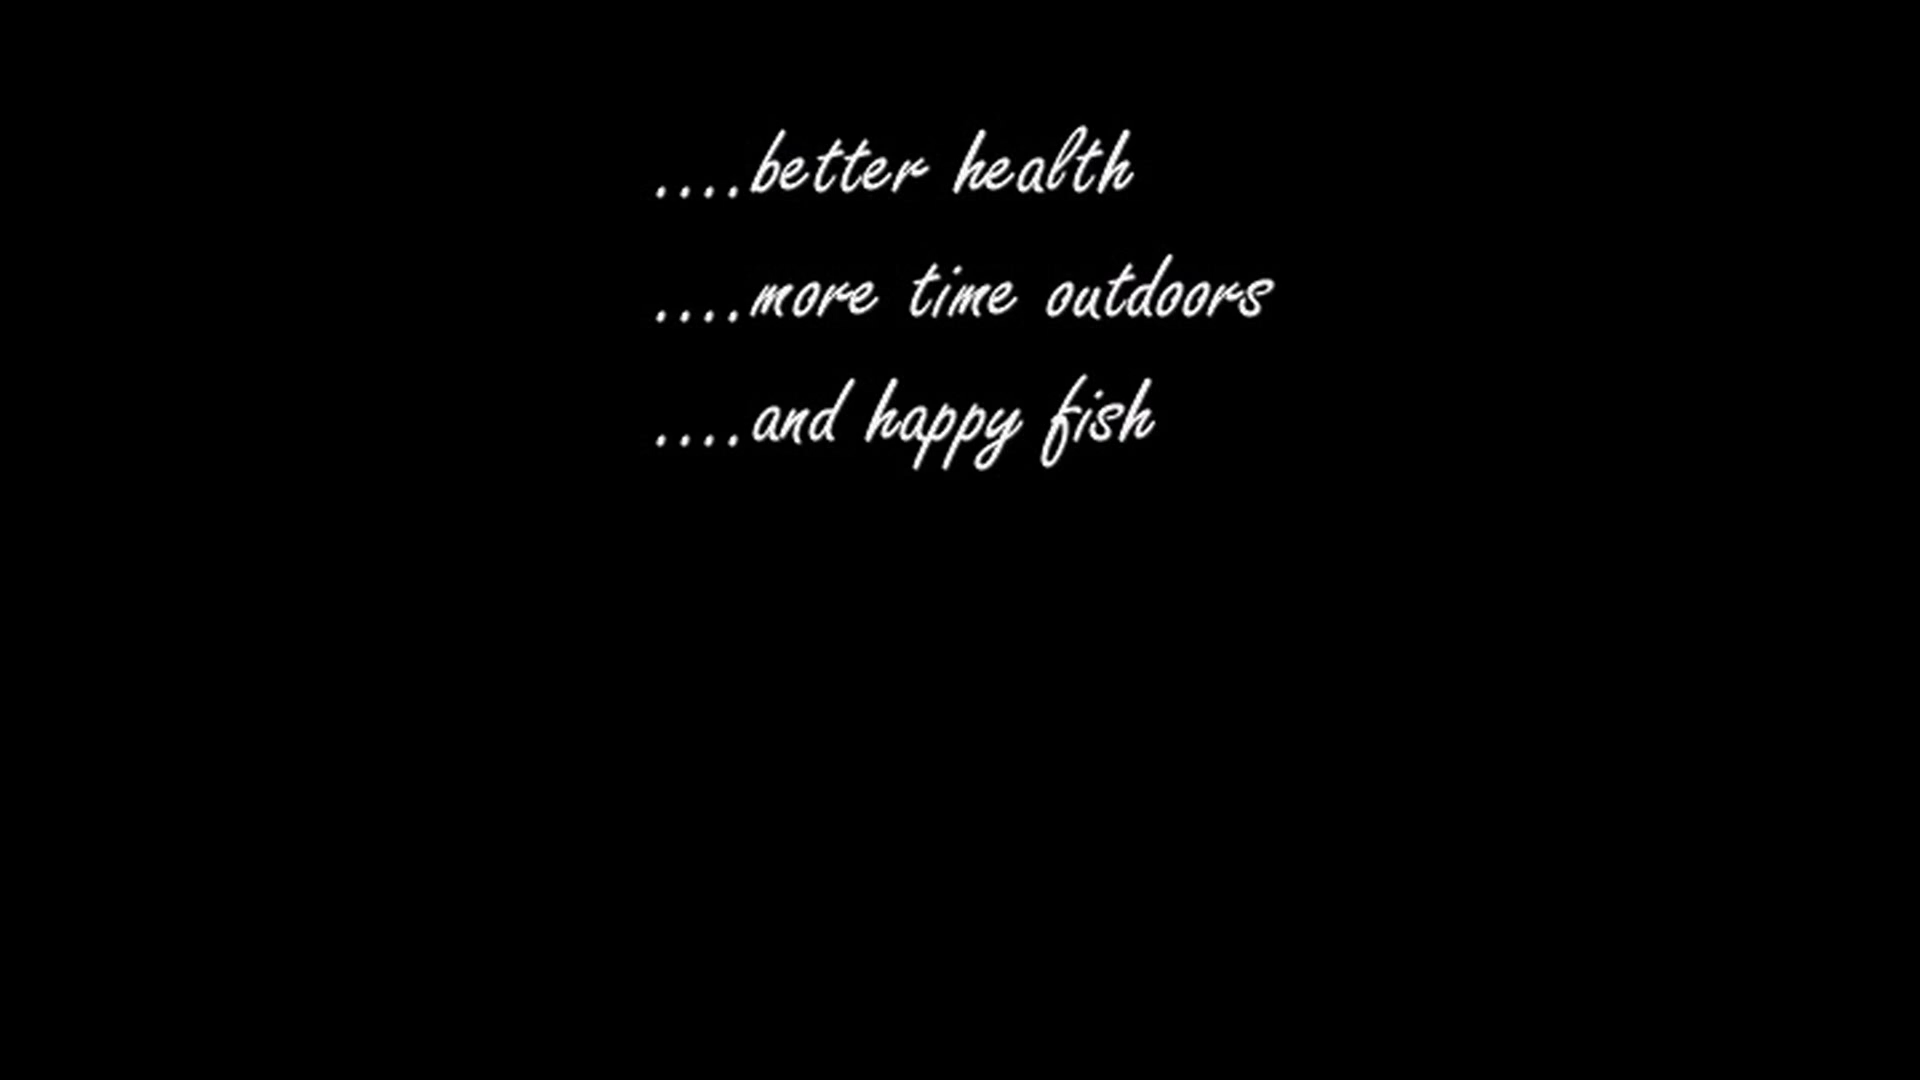 ....better health
....more time outdoors
....and happy fish